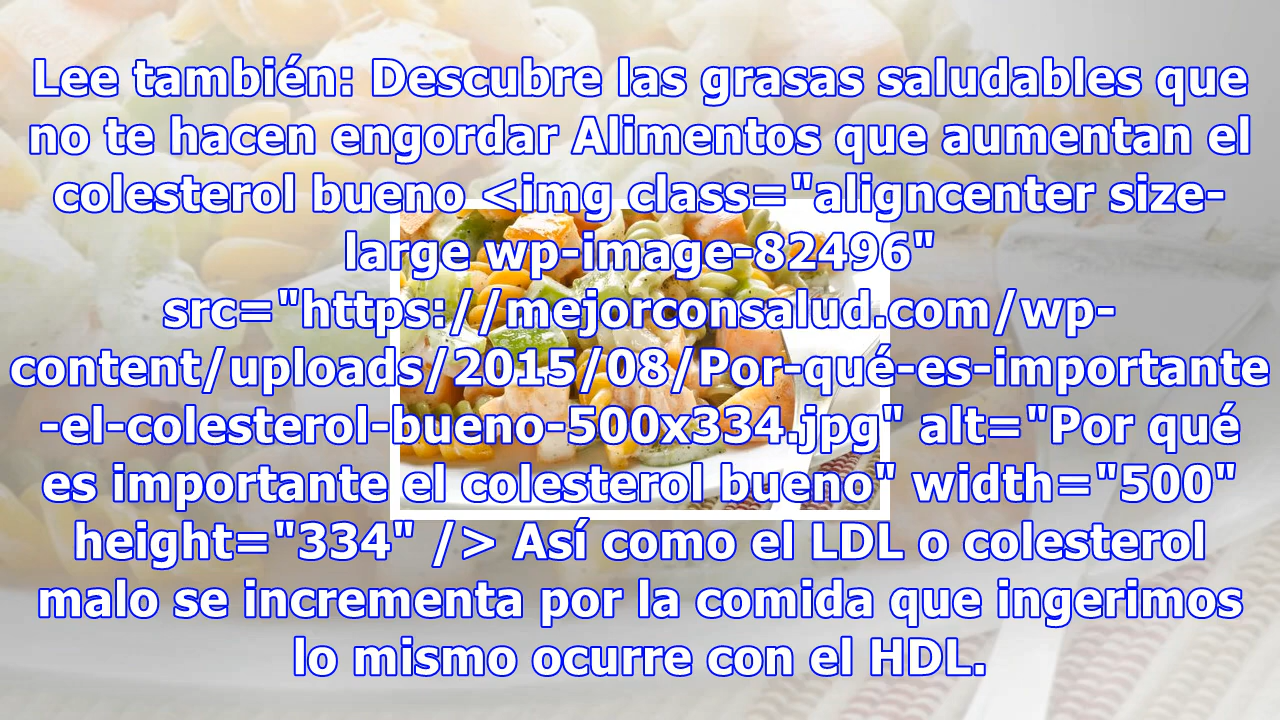 Lee también: Descubre las grasas saludables que
no te hacen engordar Alimentos que aumentan el
colesterol bueno <img class="aligncenter size-
large wp-image-82496"
src="https://mejorconsalud.com/wp-
content/uploads/2015/08/Por-qué-es-importante
-el-colesterol-bueno-500x334.jpg" alt="Por qué
es importante el colesterol bueno" width="500"
height="334" /> Así como el LDL o colesterol
malo se incrementa por la comida que ingerimos
lo mismo ocurre con el HDL.